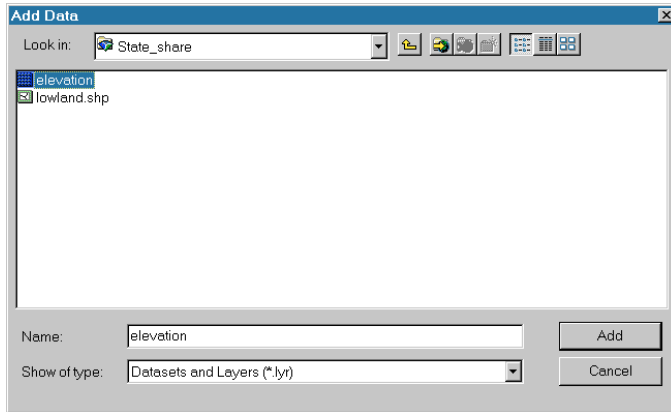 Add Data
Look in: State_share
elevation
lowland.shp
Name: elevation Add
Show of type: Datasets and Layers (*.lyr) Cancel